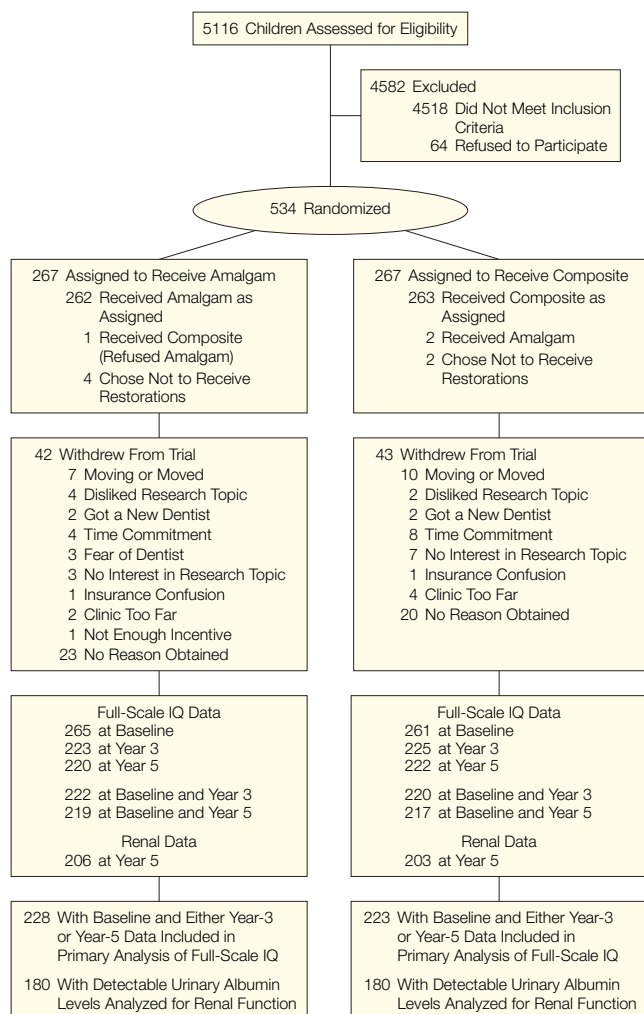 5116 Children Assessed for Eligibility
4582 Excluded
4518 Did Not Meet Inclusion
Criteria
64 Refused to Participate
534 Randomized
267 Assigned to Receive Amalgam
262 Received Amalgam as
Assigned
1 Received Composite
(Refused Amalgam)
4 Chose Not to Receive
Restorations
267 Assigned to Receive Composite
263 Received Composite as
Assigned
2 Received Amalgam
2 Chose Not to Receive
Restorations
42 Withdrew From Trial
7 Moving or Moved
4 Disliked Research Topic
2 Got a New Dentist
4 Time Commitment
3 Fear of Dentist
3 No Interest in Research Topic
1 Insurance Confusion
2 Clinic Too Far
1 Not Enough Incentive
23 No Reason Obtained
43 Withdrew From Trial
10 Moving or Moved
2 Disliked Research Topic
2 Got a New Dentist
8 Time Commitment
7 No Interest in Research Topic
1 Insurance Confusion
4 Clinic Too Far
20 No Reason Obtained
Full-Scale IQ Data
265 at Baseline
223 at Year 3
220 at Year 5
222 at Baseline and Year 3
219 at Baseline and Year 5
Renal Data
206 at Year 5
Full-Scale IQ Data
261 at Baseline
225 at Year 3
222 at Year 5
220 at Baseline and Year 3
217 at Baseline and Year 5
Renal Data
203 at Year 5
228 With Baseline and Either Year-3
or Year-5 Data Included in
Primary Analysis of Full-Scale IQ
180 With Detectable Urinary Albumin
Levels Analyzed for Renal Function
223 With Baseline and Either Year-3
or Year-5 Data Included in
Primary Analysis of Full-Scale IQ
180 With Detectable Urinary Albumin
Levels Analyzed for Renal Function